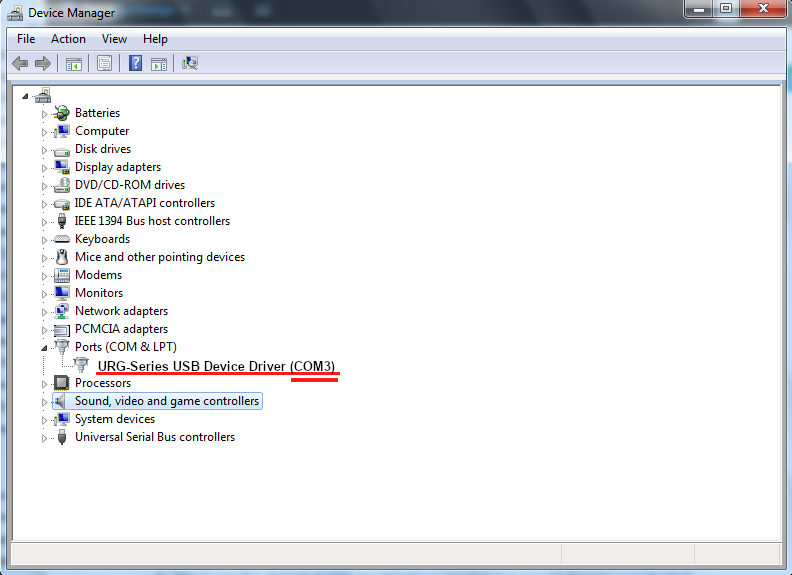 Device Manager
File Action View Help
Batteries
Computer
Disk drives
Display adapters
DVD/CD-ROM drives
IDE ATA/ATAPI controllers
IEEE 1394 Bus host controllers
Keyboards
Mice and other pointing devices
Modems
Monitors
Network adapters
PCMCIA adapters
Ports (COM & LPT)
URG-Series USB Device Driver (COM3)
Processors
Sound, video and game controllers
System devices
Universal Serial Bus controllers